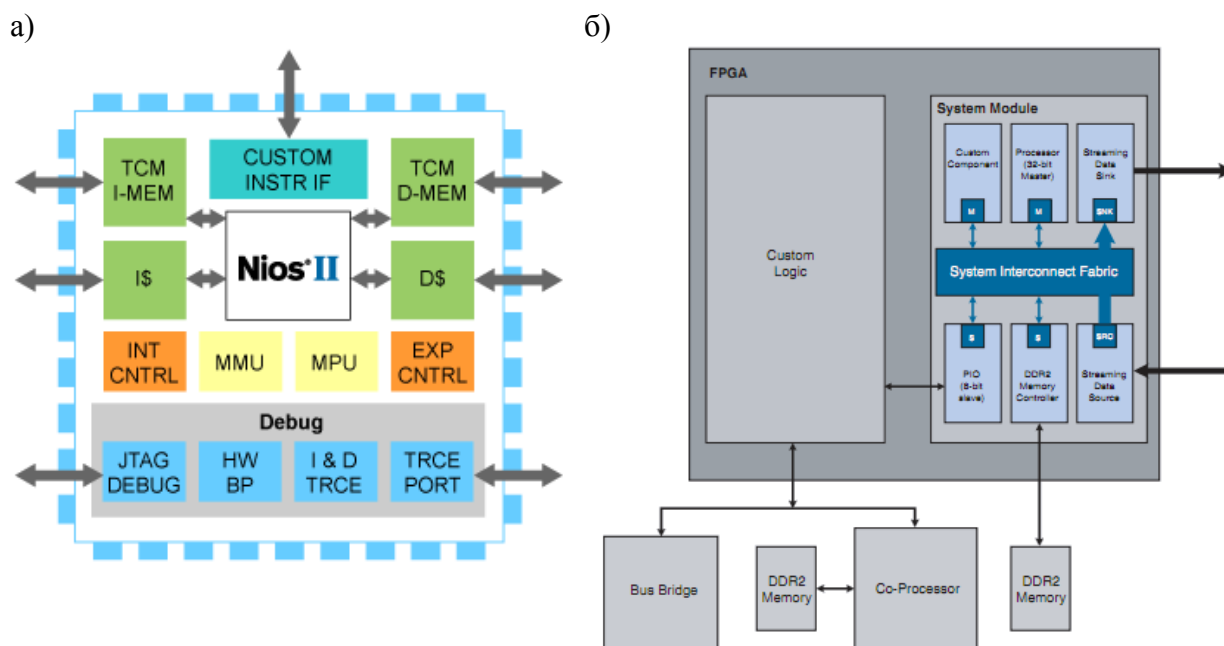 а)
б)
CUSTOM
INSTR IF
TCM
I-MEM
TCM
D-MEM
Nios II
I$
D$
INT
CNTRL
MMU
MPU
EXP
CNTRL
Debug
JTAG
DEBUG
HW
BP
I & D
TRCE
TRCE
PORT
FPGA
Custom
Logic
System Module
Custom
Component
M
Processor
(32-bit
Master)
M
Streaming
Data
Sink
SNK
System Interconnect Fabric
S
PIO
(8-bit
slave)
S
DDR2
Memory
Controller
SRC
Streaming
Data
Source
Bus Bridge
DDR2
Memory
Co-Processor
DDR2
Memory